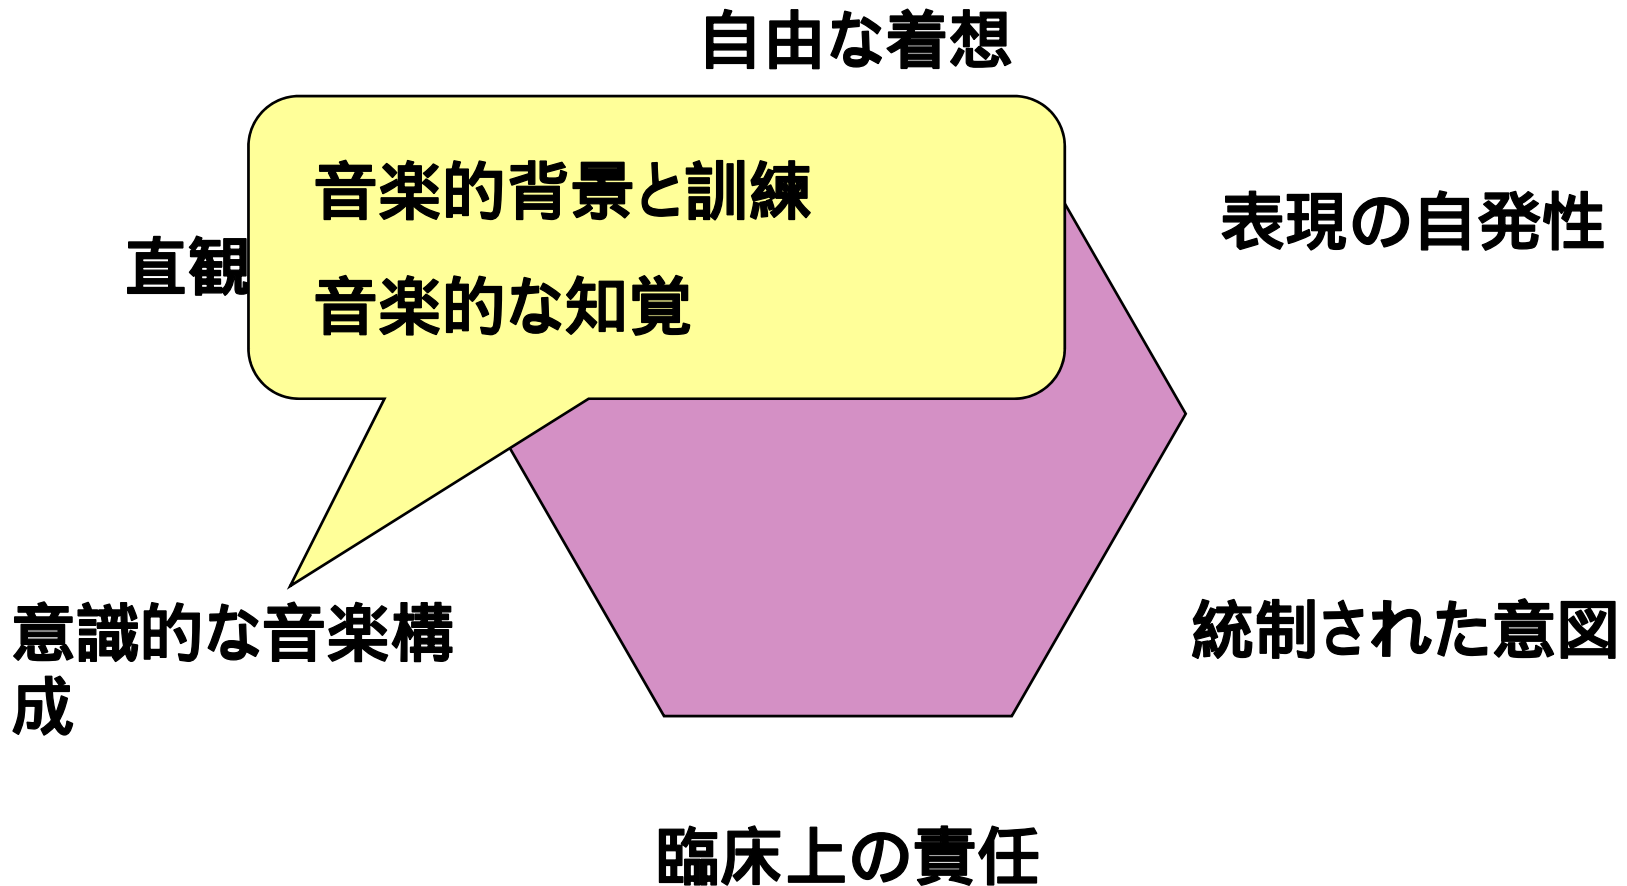 自由な着想
音楽的背景と訓練
音楽的な知覚
表現の自発性
直観
意識的な音楽構
成
統制された意図
臨床上の責任